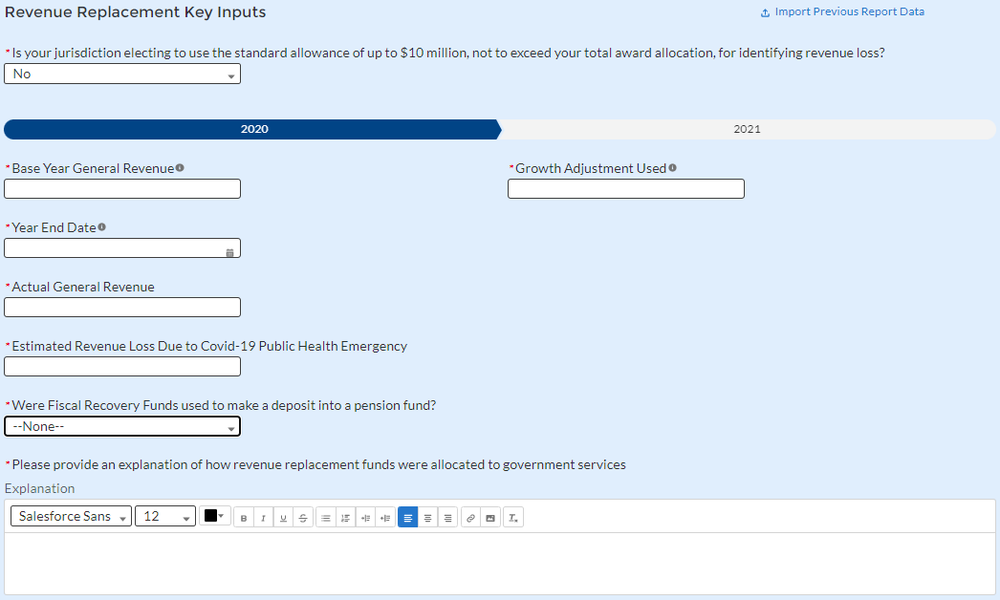 Revenue Replacement Key Inputs
Import Previous Report Data
*Is your jurisdiction electing to use the standard allowance of up to $10 million, not to exceed your total award allocation, for identifying revenue loss?
No
2020
2021
*Base Year General Revenue
*Growth Adjustment Used
*Year End Date
*Actual General Revenue
*Estimated Revenue Loss Due to Covid-19 Public Health Emergency
*Were Fiscal Recovery Funds used to make a deposit into a pension fund?
--None--
*Please provide an explanation of how revenue replacement funds were allocated to government services
Explanation
Salesforce Sans
12
B I U S